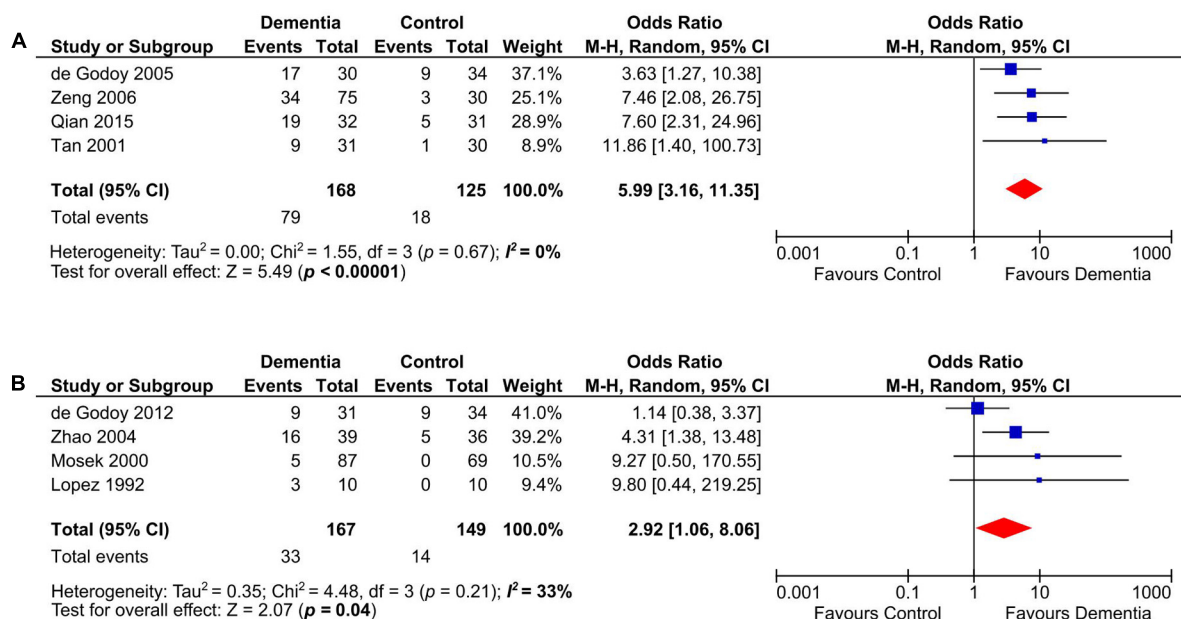 A
Dementia Control Odds Ratio Odds Ratio
Study or Subgroup Events Total Events Total Weight M-H, Random, 95% CI M-H, Random, 95% CI
de Godoy 2005 17 30 9 34 37.1% 3.63 [1.27, 10.38]
Zeng 2006 34 75 3 30 25.1% 7.46 [2.08, 26.75]
Qian 2015 19 32 5 31 28.9% 7.60 [2.31, 24.96]
Tan 2001 9 31 1 30 8.9% 11.86 [1.40, 100.73]
Total (95% CI) 168 125 100.0% 5.99 [3.16, 11.35]
Total events 79 18
Heterogeneity: Tau² = 0.00; Chi² = 1.55, df = 3 (p = 0.67); I² = 0%
Test for overall effect: Z = 5.49 (p < 0.00001)
0.001 0.1 1 10 1000
Favours Control Favours Dementia
B
Dementia Control Odds Ratio Odds Ratio
Study or Subgroup Events Total Events Total Weight M-H, Random, 95% CI M-H, Random, 95% CI
de Godoy 2012 9 31 9 34 41.0% 1.14 [0.38, 3.37]
Zhao 2004 16 39 5 36 39.2% 4.31 [1.38, 13.48]
Mosek 2000 5 87 0 69 10.5% 9.27 [0.50, 170.55]
Lopez 1992 3 10 0 10 9.4% 9.80 [0.44, 219.25]
Total (95% CI) 167 149 100.0% 2.92 [1.06, 8.06]
Total events 33 14
Heterogeneity: Tau² = 0.35; Chi² = 4.48, df = 3 (p = 0.21); I² = 33%
Test for overall effect: Z = 2.07 (p = 0.04)
0.001 0.1 1 10 1000
Favours Control Favours Dementia